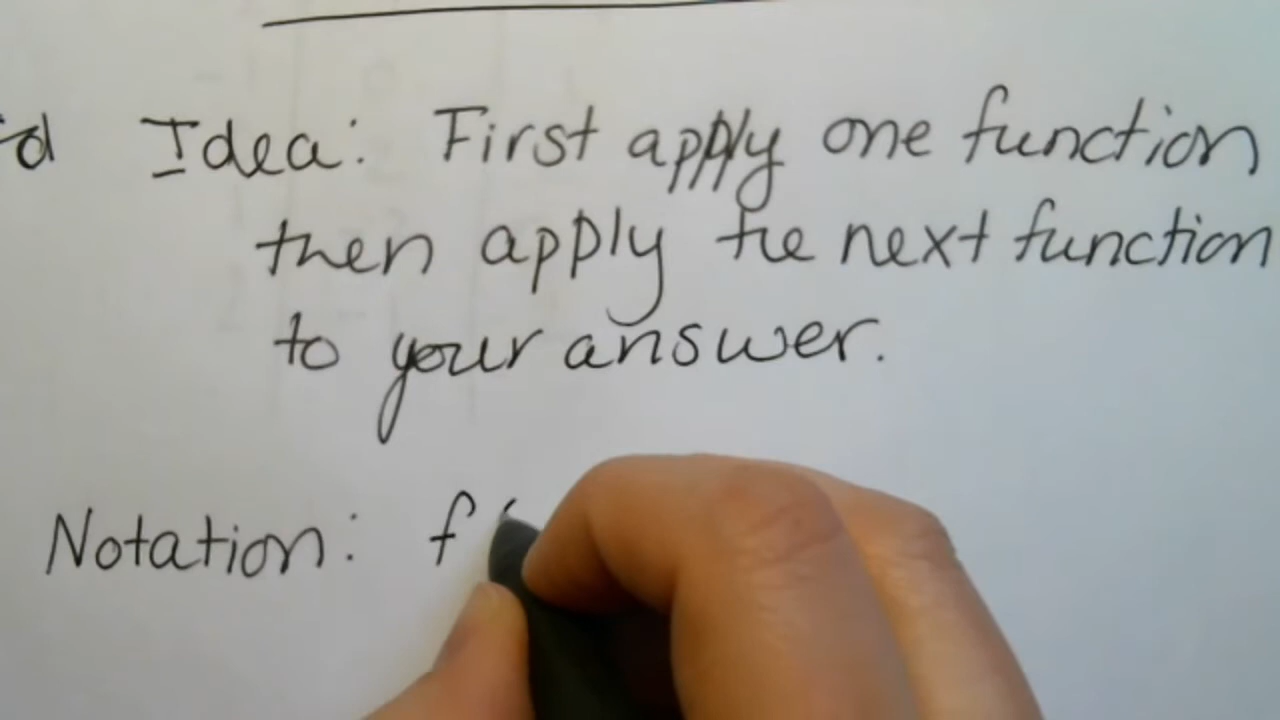 d Idea: First apply one function
then apply the next function
to your answer.
Notation: f (